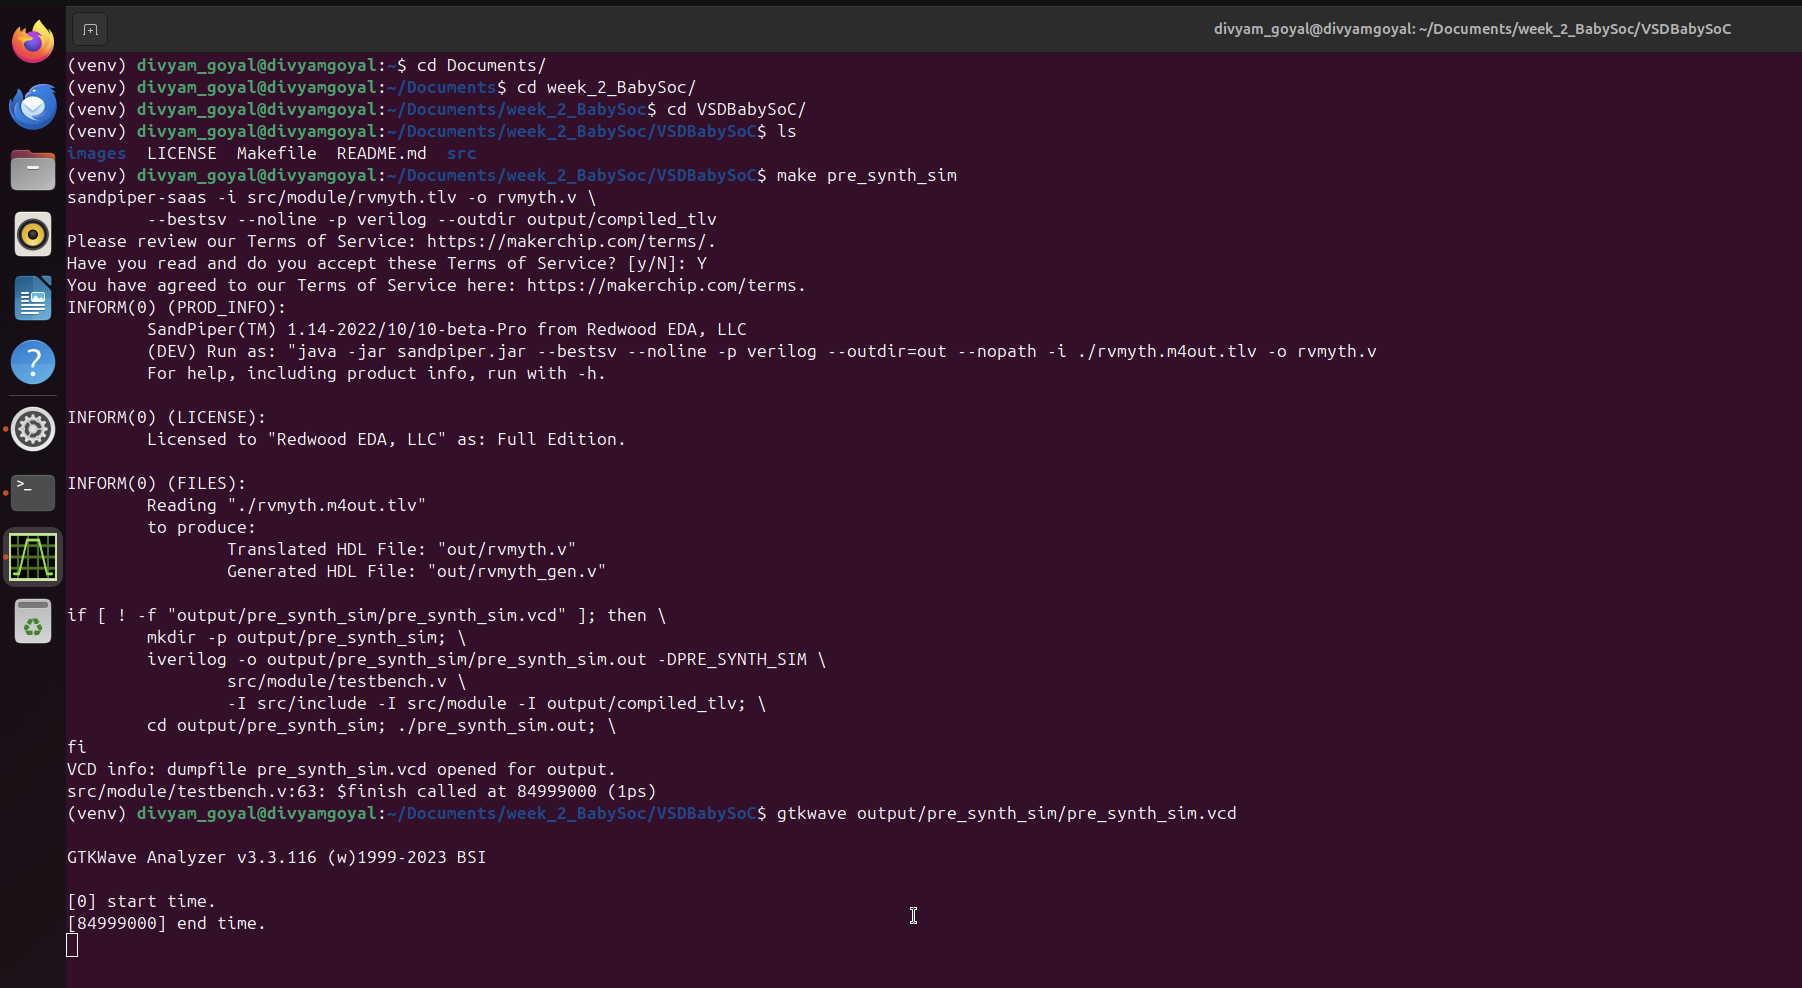 divyam_goyal@divyamgoyal: ~/Documents/week_2_BabySoc/VSDBabySoC
(venv) divyam_goyal@divyamgoyal:~$ cd Documents/
(venv) divyam_goyal@divyamgoyal:~/Documents$ cd week_2_BabySoc/
(venv) divyam_goyal@divyamgoyal:~/Documents/week_2_BabySoc$ cd VSDBabySoC/
(venv) divyam_goyal@divyamgoyal:~/Documents/week_2_BabySoc/VSDBabySoC$ ls
images  LICENSE  Makefile  README.md  src
(venv) divyam_goyal@divyamgoyal:~/Documents/week_2_BabySoc/VSDBabySoC$ make pre_synth_sim
sandpiper-saas -i src/module/rvmyth.tlv -o rvmyth.v \
        --bestsv --noline -p verilog --outdir output/compiled_tlv
Please review our Terms of Service: https://makerchip.com/terms/.
Have you read and do you accept these Terms of Service? [y/N]: Y
You have agreed to our Terms of Service here: https://makerchip.com/terms.
INFORM(0) (PROD_INFO):
        SandPiper(TM) 1.14-2022/10/10-beta-Pro from Redwood EDA, LLC
        (DEV) Run as: "java -jar sandpiper.jar --bestsv --noline -p verilog --outdir=out --nopath -i ./rvmyth.m4out.tlv -o rvmyth.v
        For help, including product info, run with -h.
INFORM(0) (LICENSE):
        Licensed to "Redwood EDA, LLC" as: Full Edition.
INFORM(0) (FILES):
        Reading "./rvmyth.m4out.tlv"
        to produce:
                Translated HDL File: "out/rvmyth.v"
                Generated HDL File: "out/rvmyth_gen.v"
if [ ! -f "output/pre_synth_sim/pre_synth_sim.vcd" ]; then \
        mkdir -p output/pre_synth_sim; \
        iverilog -o output/pre_synth_sim/pre_synth_sim.out -DPRE_SYNTH_SIM \
                src/module/testbench.v \
                -I src/include -I src/module -I output/compiled_tlv; \
        cd output/pre_synth_sim; ./pre_synth_sim.out; \
fi
VCD info: dumpfile pre_synth_sim.vcd opened for output.
src/module/testbench.v:63: $finish called at 84999000 (1ps)
(venv) divyam_goyal@divyamgoyal:~/Documents/week_2_BabySoc/VSDBabySoC$ gtkwave output/pre_synth_sim/pre_synth_sim.vcd
GTKWave Analyzer v3.3.116 (w)1999-2023 BSI
[0] start time.
[84999000] end time.